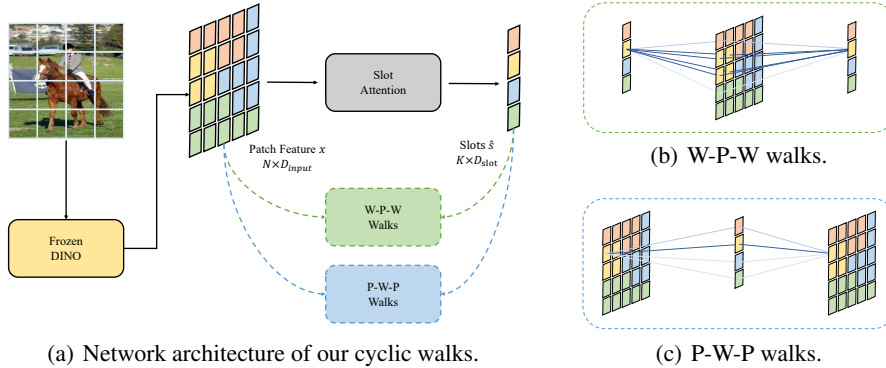 Slot
Attention
Patch Feature x
N×D_input
Slots ŝ
K×D_slot
W-P-W
Walks
Frozen
DINO
P-W-P
Walks
(a) Network architecture of our cyclic walks.
(b) W-P-W walks.
(c) P-W-P walks.